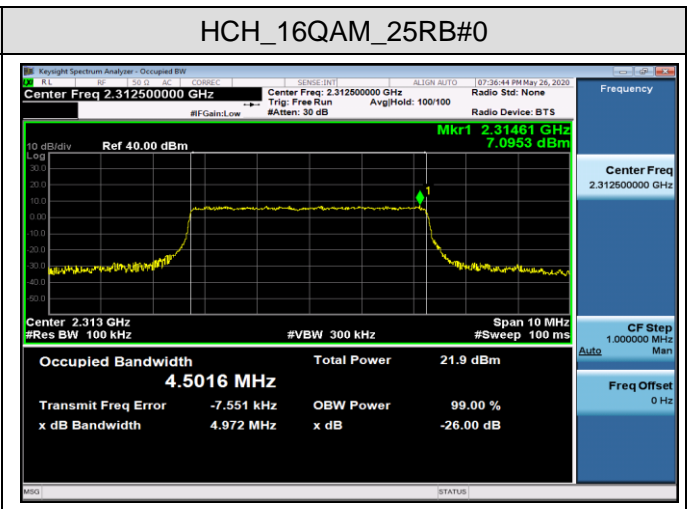 HCH_16QAM_25RB#0
Keysight Spectrum Analyzer - Occupied BW
RL RF 50 Ω AC CORREC SENSE:INT ALIGN AUTO 07:36:44 PM May 26, 2020
Center Freq 2.312500000 GHz
Center Freq: 2.312500000 GHz
Radio Std: None
Trig: Free Run Avg|Hold: 100/100
#IFGain:Low
#Atten: 30 dB
Radio Device: BTS
Frequency
Mkr1 2.31461 GHz
7.0953 dBm
10 dB/div Ref 40.00 dBm
Log
30.0
20.0
10.0
0.00
-10.0
-20.0
-30.0
-40.0
-50.0
1
Center Freq
2.312500000 GHz
Center 2.313 GHz
Span 10 MHz
#Res BW 100 kHz
#VBW 300 kHz
#Sweep 100 ms
CF Step
1.000000 MHz
Auto Man
Occupied Bandwidth
4.5016 MHz
Total Power 21.9 dBm
Freq Offset
0 Hz
Transmit Freq Error -7.551 kHz OBW Power 99.00 %
x dB Bandwidth 4.972 MHz x dB -26.00 dB
MSG STATUS